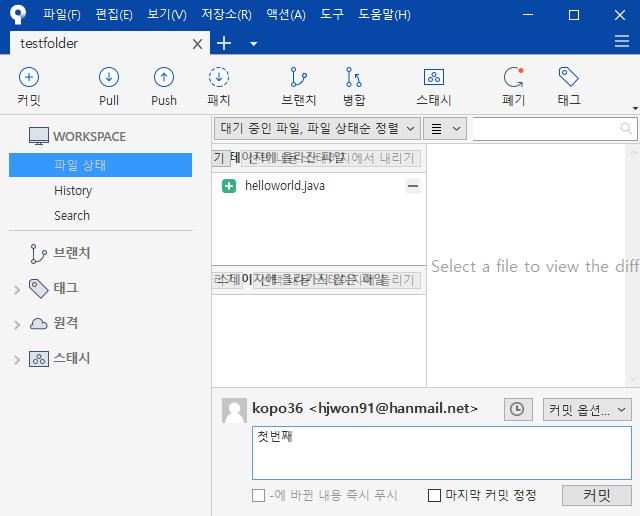 파일(F) 편집(E) 보기(V) 저장소(R) 액션(A) 도구 도움말(H)
testfolder
커밋 Pull Push 패치 브랜치 병합 스태시 폐기 태그
WORKSPACE
파일 상태
History
Search
브랜치
태그
원격
스태시
대기 중인 파일, 파일 상태순 정렬
helloworld.java
Select a file to view the diff
kopo36 <hjwon91@hanmail.net>
커밋 옵션...
첫번째
-에 바뀐 내용 즉시 푸시
마지막 커밋 정정
커밋